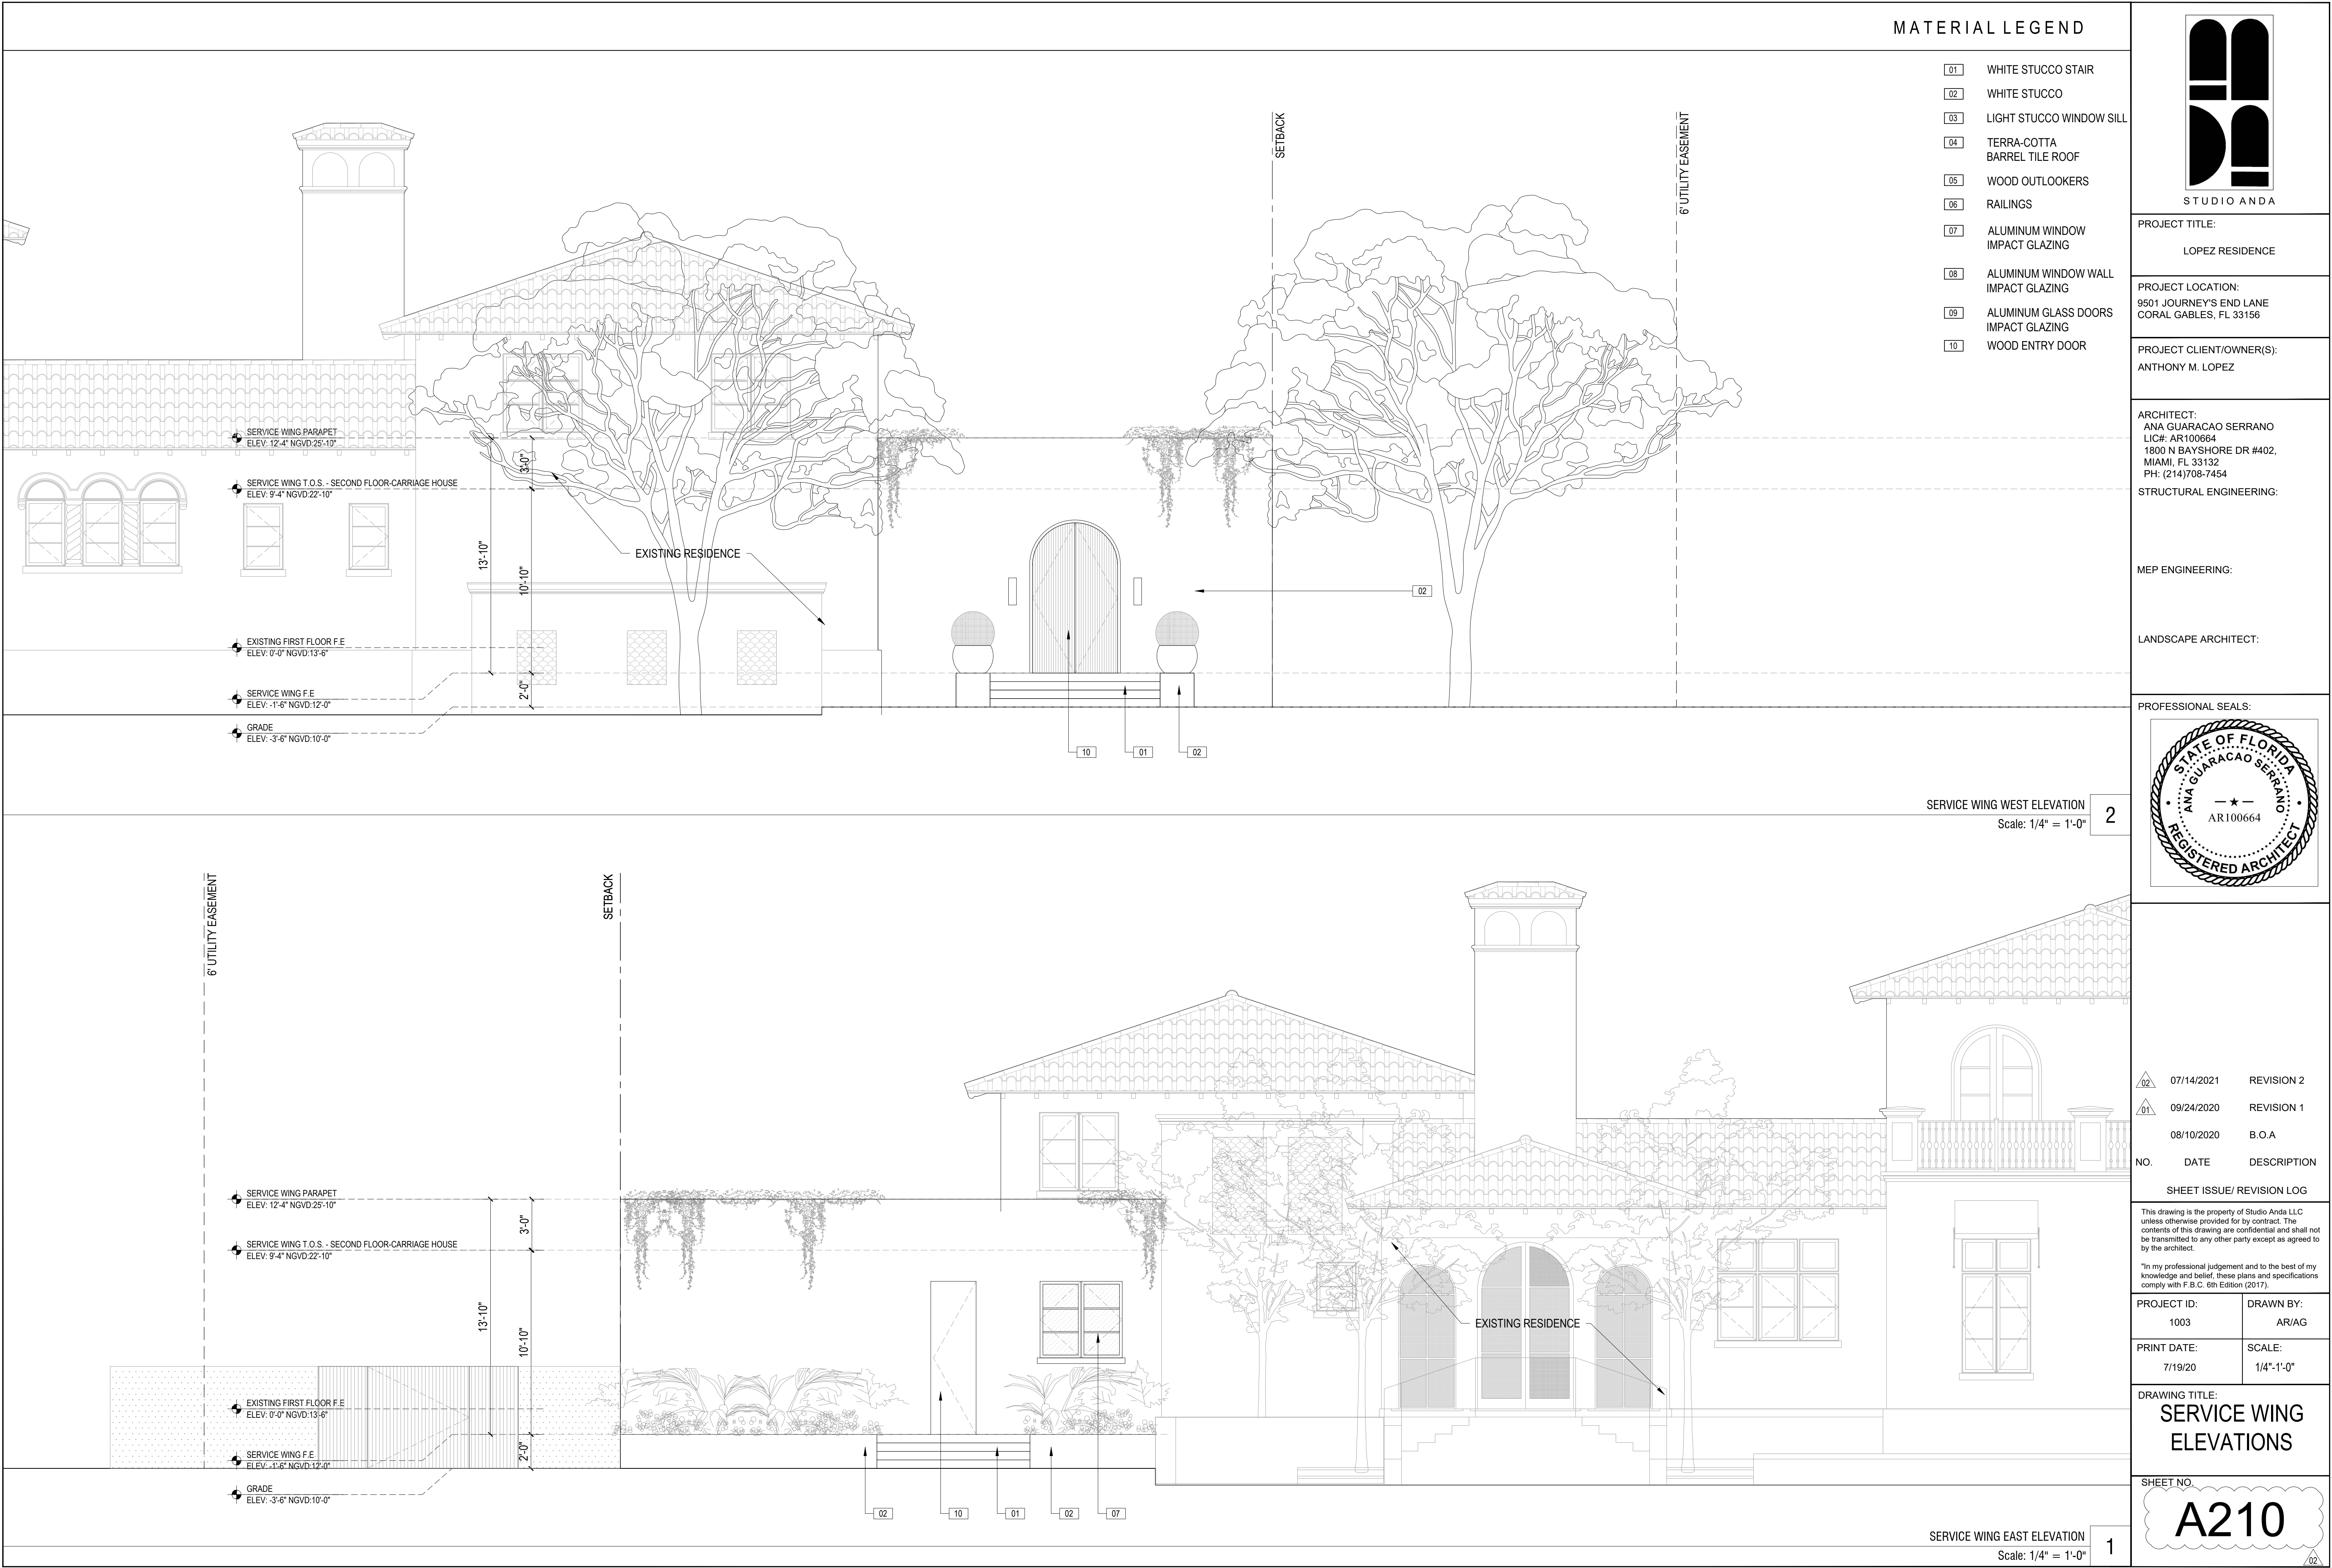 MATERIAL LEGEND
01 WHITE STUCCO STAIR
02 WHITE STUCCO
03 LIGHT STUCCO WINDOW SILL
04 TERRA-COTTA
BARREL TILE ROOF
05 WOOD OUTLOOKERS
06 RAILINGS
07 ALUMINUM WINDOW
IMPACT GLAZING
08 ALUMINUM WINDOW WALL
IMPACT GLAZING
09 ALUMINUM GLASS DOORS
IMPACT GLAZING
10 WOOD ENTRY DOOR
SETBACK
6' UTILITY EASEMENT
SERVICE WING PARAPET
ELEV: 12'-4" NGVD:25'-10"
SERVICE WING T.O.S. - SECOND FLOOR-CARRIAGE HOUSE
ELEV: 9'-4" NGVD:22'-10"
EXISTING FIRST FLOOR F.E
ELEV: 0'-0" NGVD:13'-6"
SERVICE WING F.E
ELEV: -1'-6" NGVD:12'-0"
GRADE
ELEV: -3'-6" NGVD:10'-0"
13'-10"
3'-0"
10'-10"
2'-0"
EXISTING RESIDENCE
02
10
01
02
SERVICE WING WEST ELEVATION
Scale: 1/4" = 1'-0"
2
6' UTILITY EASEMENT
SETBACK
SERVICE WING PARAPET
ELEV: 12'-4" NGVD:25'-10"
SERVICE WING T.O.S. - SECOND FLOOR-CARRIAGE HOUSE
ELEV: 9'-4" NGVD:22'-10"
EXISTING FIRST FLOOR F.E
ELEV: 0'-0" NGVD:13'-6"
SERVICE WING F.E
ELEV: -1'-6" NGVD:12'-0"
GRADE
ELEV: -3'-6" NGVD:10'-0"
13'-10"
3'-0"
10'-10"
2'-0"
EXISTING RESIDENCE
02
10
01
02
07
SERVICE WING EAST ELEVATION
Scale: 1/4" = 1'-0"
1
STUDIO ANDA
PROJECT TITLE:
LOPEZ RESIDENCE
PROJECT LOCATION:
9501 JOURNEY'S END LANE
CORAL GABLES, FL 33156
PROJECT CLIENT/OWNER(S):
ANTHONY M. LOPEZ
ARCHITECT:
ANA GUARACAO SERRANO
LIC#: AR100664
1800 N BAYSHORE DR #402,
MIAMI, FL 33132
PH: (214)708-7454
STRUCTURAL ENGINEERING:
MEP ENGINEERING:
LANDSCAPE ARCHITECT:
PROFESSIONAL SEALS:
STATE OF FLORIDA
ANA GUARACAO SERRANO
AR100664
REGISTERED ARCHITECT
02 07/14/2021 REVISION 2
01 09/24/2020 REVISION 1
08/10/2020 B.O.A
NO. DATE DESCRIPTION
SHEET ISSUE/ REVISION LOG
This drawing is the property of Studio Anda LLC
unless otherwise provided for by contract. The
contents of this drawing are confidential and shall not
be transmitted to any other party except as agreed to
by the architect.
"In my professional judgement and to the best of my
knowledge and belief, these plans and specifications
comply with F.B.C. 6th Edition (2017).
PROJECT ID:
1003
DRAWN BY:
AR/AG
PRINT DATE:
7/19/20
SCALE:
1/4"-1'-0"
DRAWING TITLE:
SERVICE WING
ELEVATIONS
SHEET NO.
A210
02